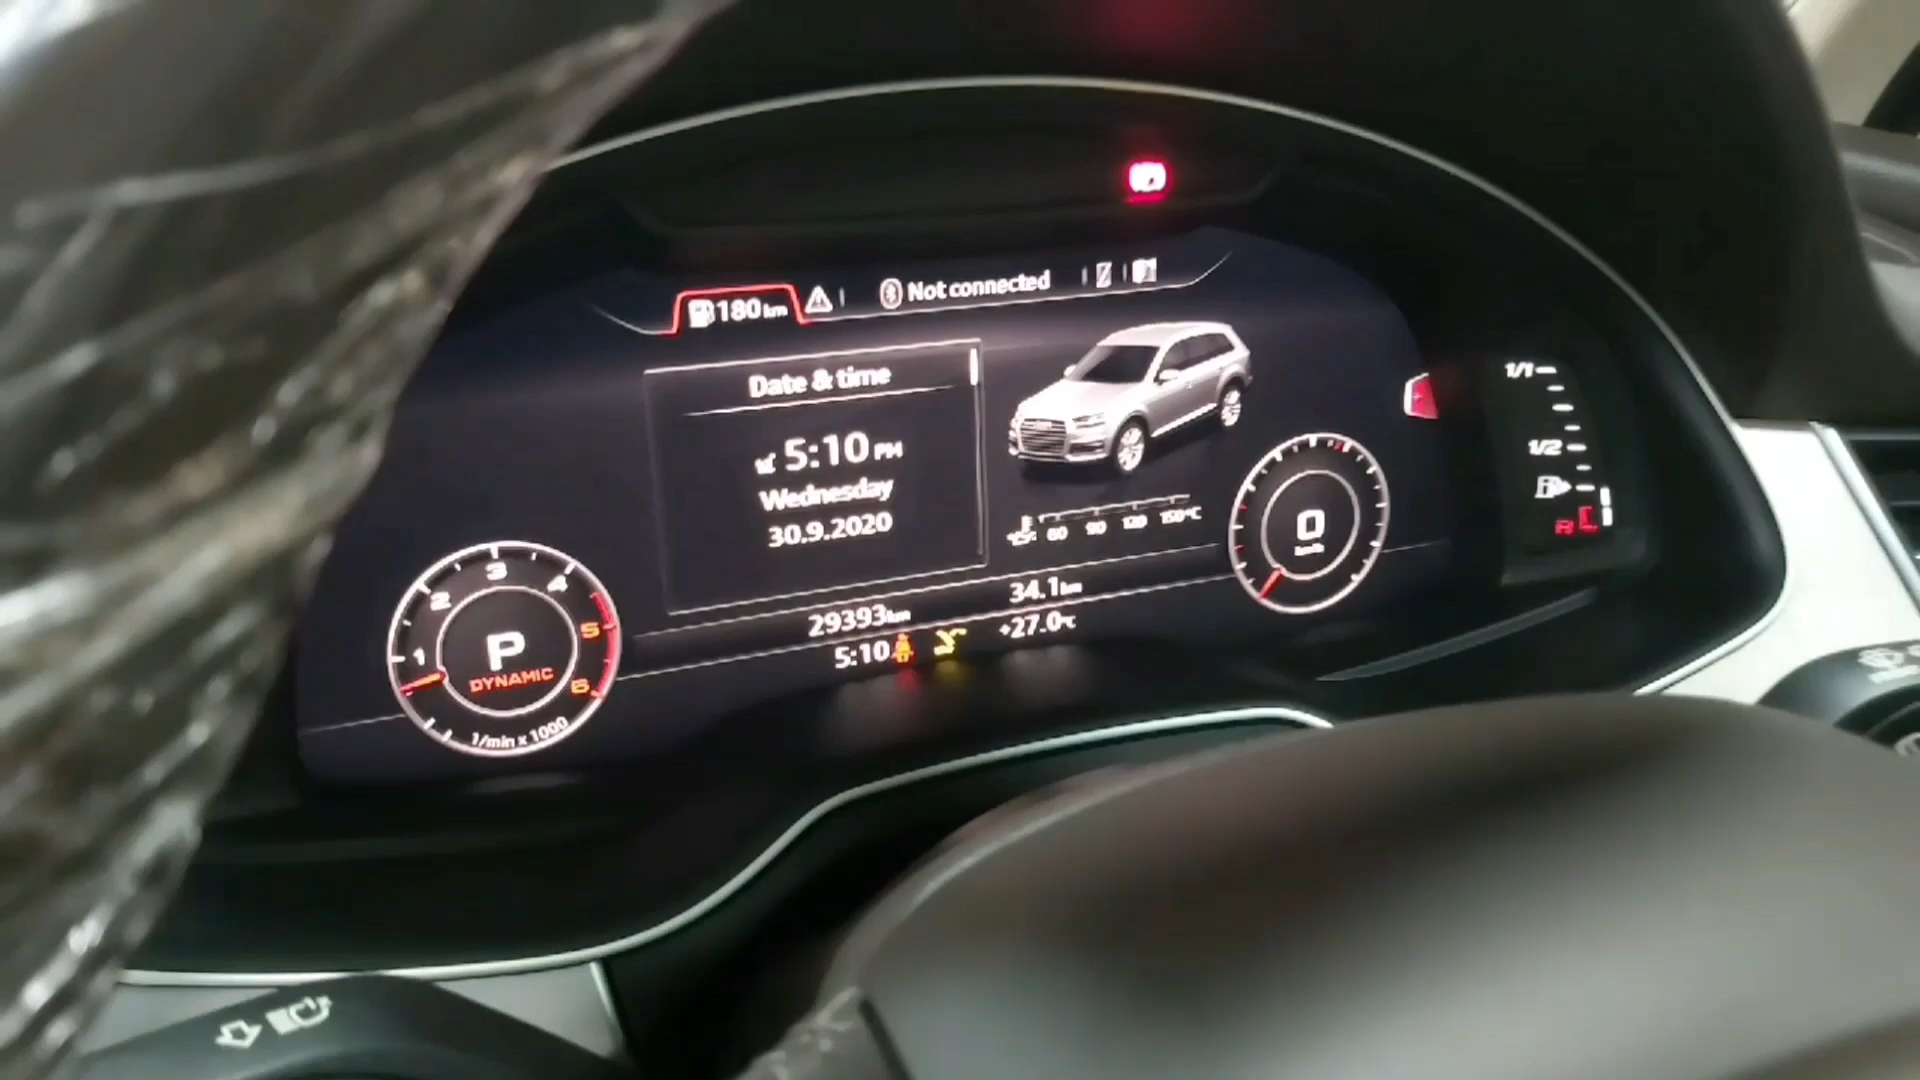 180 km
Not connected
Date & time
5:10 PM
Wednesday
30.9.2020
60 90 120 150°C
1/1
1/2
R
0
km/h
1 2 3 4 5 6
P
DYNAMIC
1/min x 1000
29393 km
34.1 km
5:10
+27.0°C